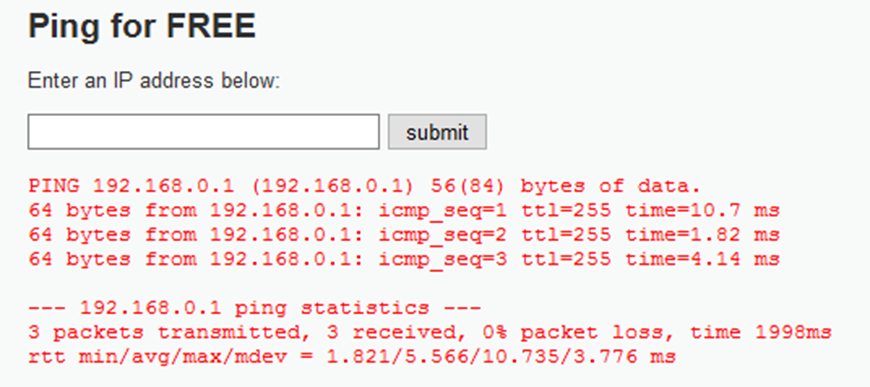 Ping for FREE
Enter an IP address below:
submit
PING 192.168.0.1 (192.168.0.1) 56(84) bytes of data.
64 bytes from 192.168.0.1: icmp_seq=1 ttl=255 time=10.7 ms
64 bytes from 192.168.0.1: icmp_seq=2 ttl=255 time=1.82 ms
64 bytes from 192.168.0.1: icmp_seq=3 ttl=255 time=4.14 ms
--- 192.168.0.1 ping statistics ---
3 packets transmitted, 3 received, 0% packet loss, time 1998ms
rtt min/avg/max/mdev = 1.821/5.566/10.735/3.776 ms